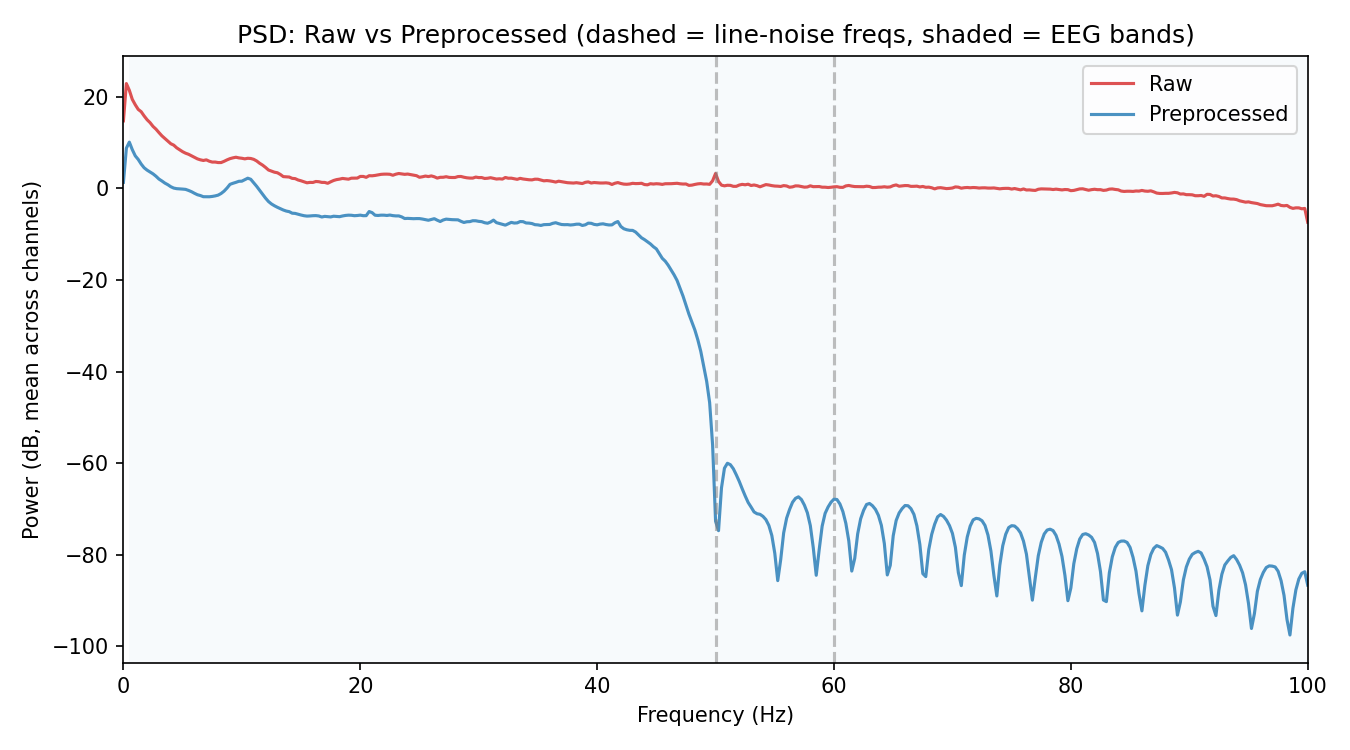 PSD: Raw vs Preprocessed (dashed = line-noise freqs, shaded = EEG bands)
Raw
Preprocessed
Power (dB, mean across channels)
20
0
−20
−40
−60
−80
−100
0 20 40 60 80 100
Frequency (Hz)